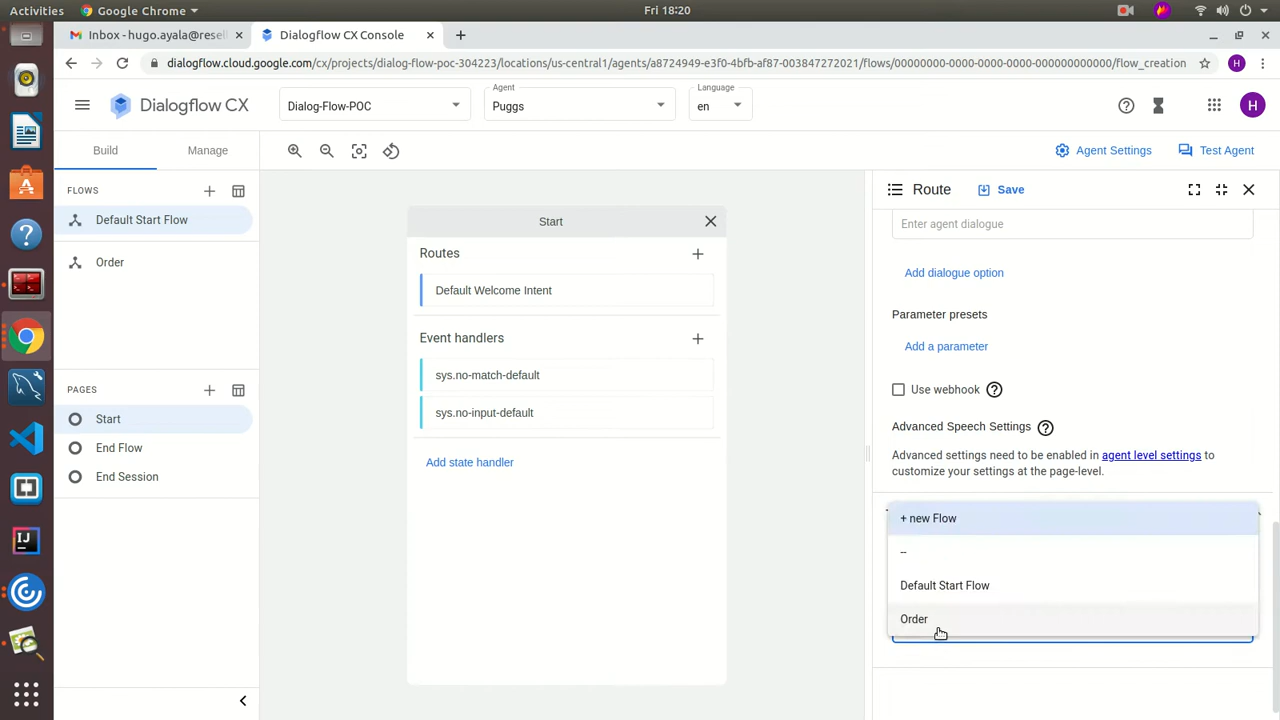 Activities
Google Chrome
Fri 18:20
Inbox - hugo.ayala@resell
Dialogflow CX Console
dialogflow.cloud.google.com/cx/projects/dialog-flow-poc-304223/locations/us-central1/agents/a8724949-e3f0-4bfb-af87-003847272021/flows/00000000-0000-0000-0000-000000000000/flow_creation
H
Dialogflow CX
Dialog-Flow-POC
Agent
Puggs
Language
en
H
Build
Manage
Agent Settings
Test Agent
FLOWS
Default Start Flow
Order
PAGES
Start
End Flow
End Session
Start
Routes
Default Welcome Intent
Event handlers
sys.no-match-default
sys.no-input-default
Add state handler
Route
Save
Enter agent dialogue
Add dialogue option
Parameter presets
Add a parameter
Use webhook
Advanced Speech Settings
Advanced settings need to be enabled in agent level settings to
customize your settings at the page-level.
+ new Flow
--
Default Start Flow
Order